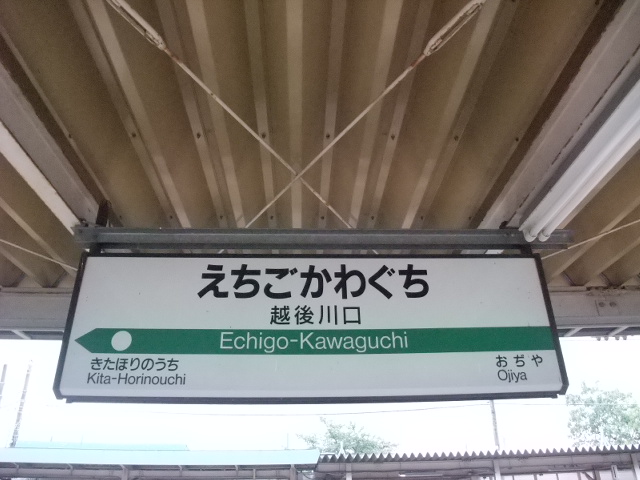 えちごかわぐち
越後川口
Echigo-Kawaguchi
きたほりのうち
Kita-Horinouchi
おぢや
Ojiya